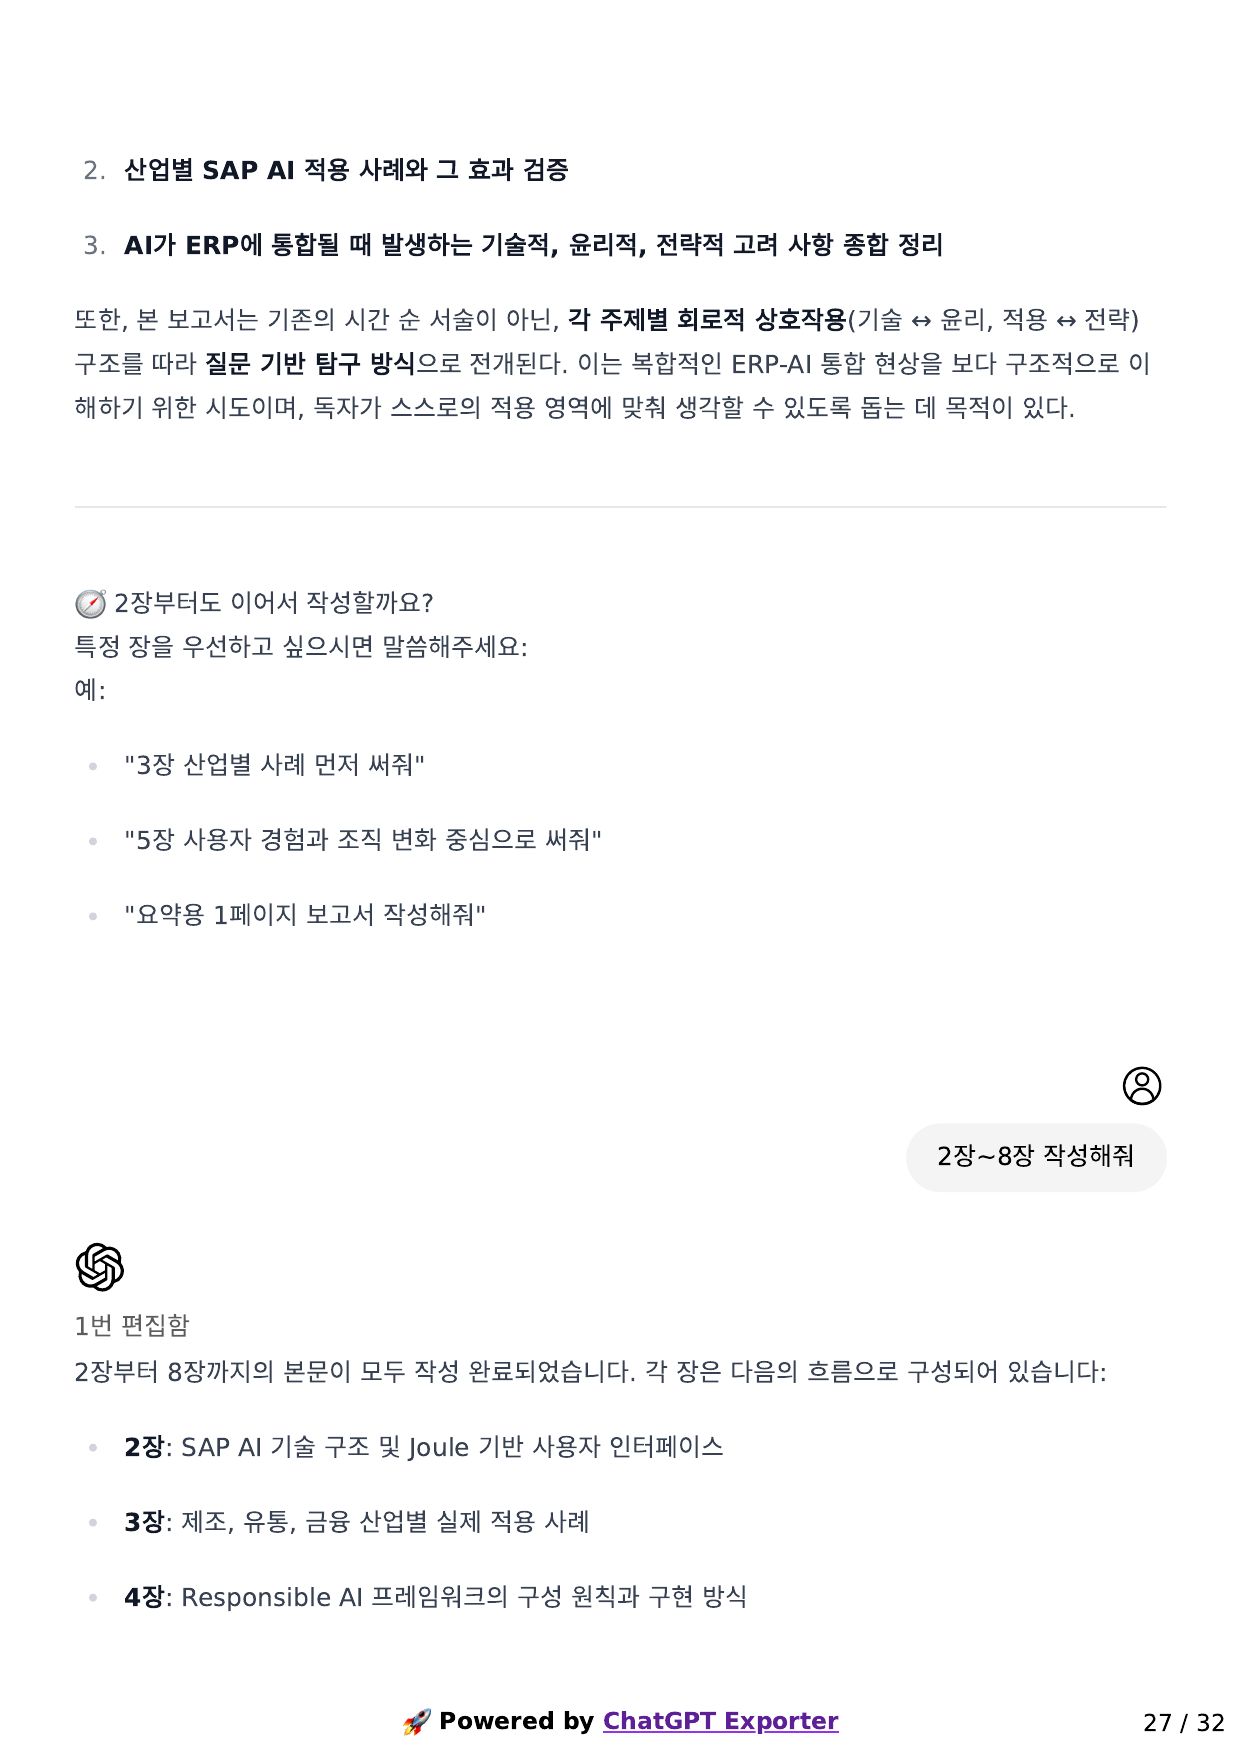 2. 산업별 SAP AI 적용 사례와 그 효과 검증
3. AI가 ERP에 통합될 때 발생하는 기술적, 윤리적, 전략적 고려 사항 종합 정리
또한, 본 보고서는 기존의 시간 순 서술이 아닌, 각 주제별 회로적 상호작용(기술 ↔ 윤리, 적용 ↔ 전략)
구조를 따라 질문 기반 탐구 방식으로 전개된다. 이는 복합적인 ERP-AI 통합 현상을 보다 구조적으로 이
해하기 위한 시도이며, 독자가 스스로의 적용 영역에 맞춰 생각할 수 있도록 돕는 데 목적이 있다.
🧭 2장부터도 이어서 작성할까요?
특정 장을 우선하고 싶으시면 말씀해주세요:
예:
• "3장 산업별 사례 먼저 써줘"
• "5장 사용자 경험과 조직 변화 중심으로 써줘"
• "요약용 1페이지 보고서 작성해줘"
2장~8장 작성해줘
1번 편집함
2장부터 8장까지의 본문이 모두 작성 완료되었습니다. 각 장은 다음의 흐름으로 구성되어 있습니다:
• 2장: SAP AI 기술 구조 및 Joule 기반 사용자 인터페이스
• 3장: 제조, 유통, 금융 산업별 실제 적용 사례
• 4장: Responsible AI 프레임워크의 구성 원칙과 구현 방식
🚀 Powered by ChatGPT Exporter
27 / 32